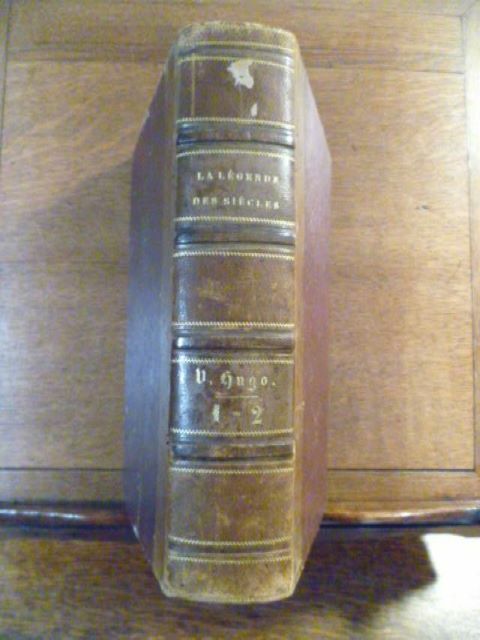 LA LÉGENDE
DES SIÈCLES
V. Hugo.
1-2